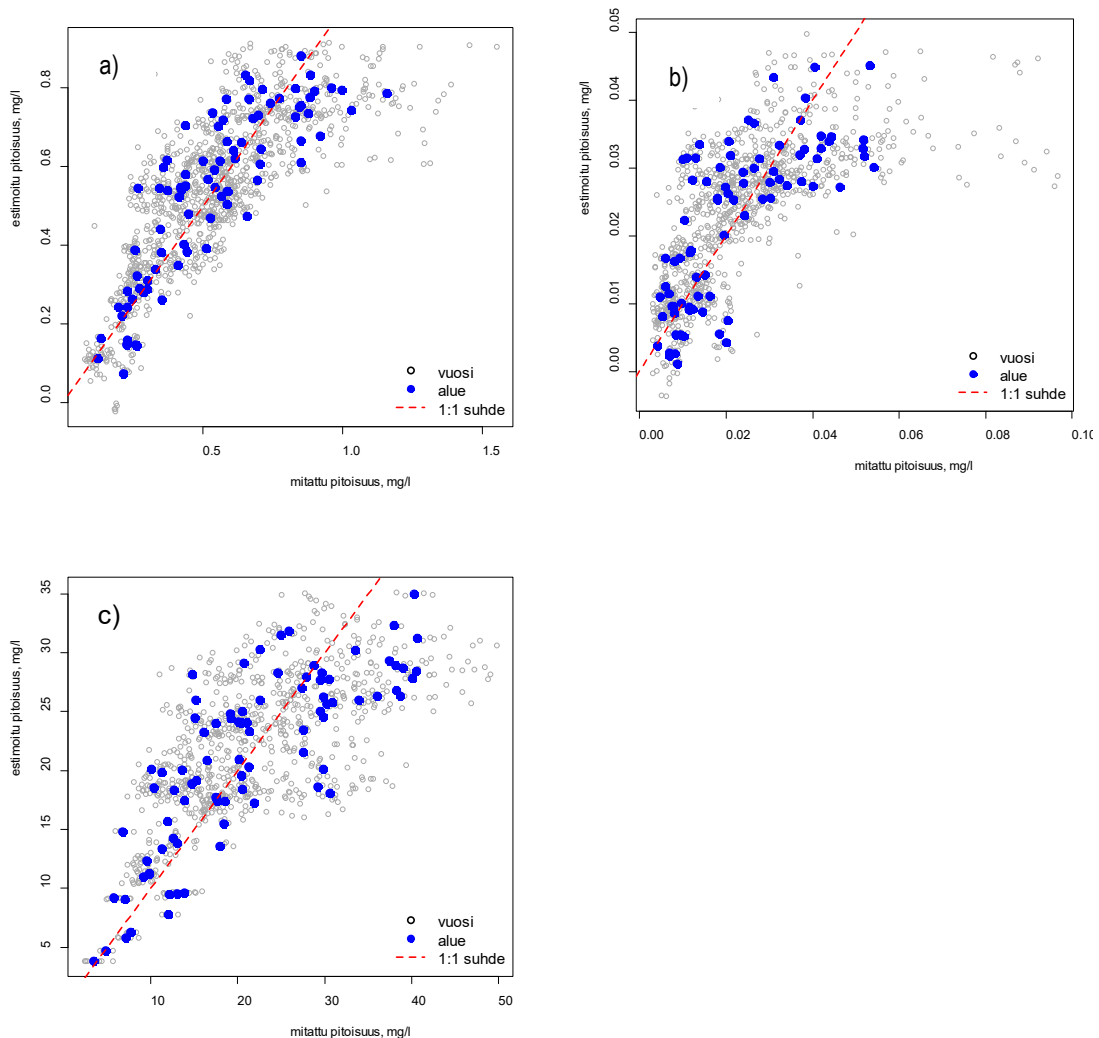 a)
estimoitu pitoisuus, mg/l
0.8
0.6
0.4
0.2
0.0
vuosi
alue
1:1 suhde
0.5
1.0
1.5
mitattu pitoisuus, mg/l
b)
estimoitu pitoisuus, mg/l
0.05
0.04
0.03
0.02
0.01
0.00
vuosi
alue
1:1 suhde
0.00
0.02
0.04
0.06
0.08
0.10
mitattu pitoisuus, mg/l
c)
estimoitu pitoisuus, mg/l
35
30
25
20
15
10
5
vuosi
alue
1:1 suhde
10
20
30
40
50
mitattu pitoisuus, mg/l